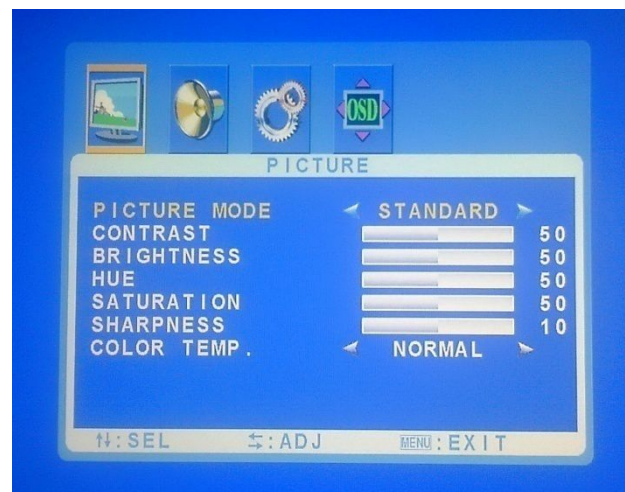 OSD
PICTURE
PICTURE MODE STANDARD
CONTRAST 50
BRIGHTNESS 50
HUE 50
SATURATION 50
SHARPNESS 10
COLOR TEMP. NORMAL
↑↓:SEL ⇆:ADJ MENU:EXIT